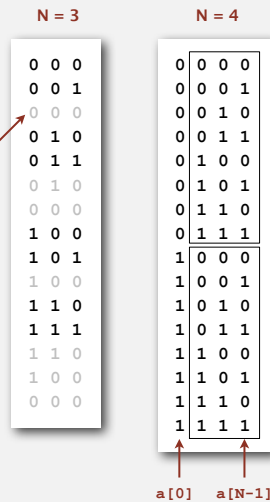 N = 3
0 0 0
0 0 1
0 0 0
0 1 0
0 1 1
0 1 0
0 0 0
1 0 0
1 0 1
1 0 0
1 1 0
1 1 1
1 1 0
1 0 0
0 0 0
N = 4
0 0 0 0
0 0 0 1
0 0 1 0
0 0 1 1
0 1 0 0
0 1 0 1
0 1 1 0
0 1 1 1
1 0 0 0
1 0 0 1
1 0 1 0
1 0 1 1
1 1 0 0
1 1 0 1
1 1 1 0
1 1 1 1
a[0] a[N-1]